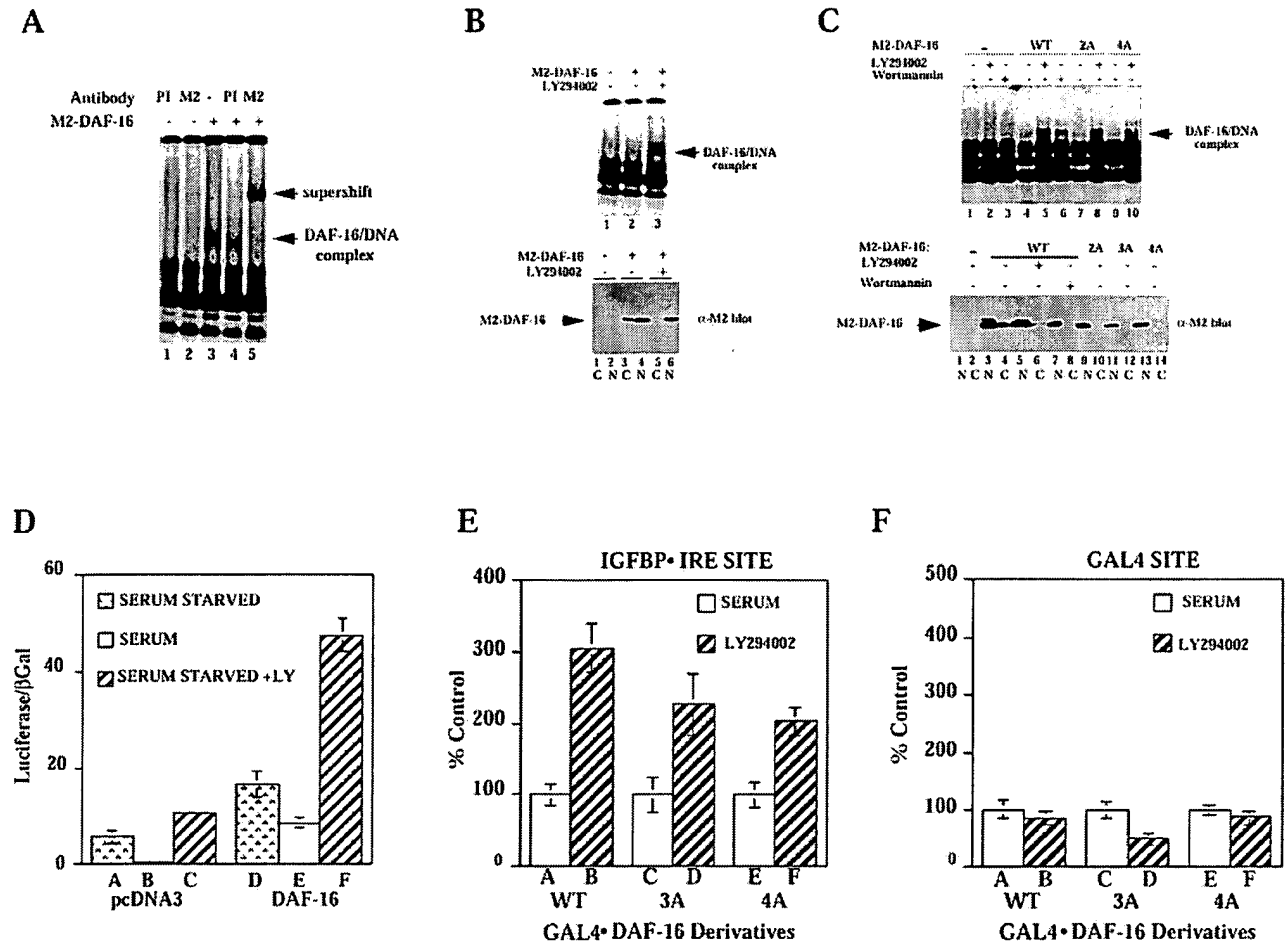 A
Antibody PI M2 - PI M2
M2-DAF-16 - - + + +
supershift
DAF-16/DNA
complex
1 2 3 4 5
B
M2-DAF-16 - + +
LY294002 - - +
DAF-16/DNA
complex
1 2 3
M2-DAF-16 - + +
LY294002 - - +
M2-DAF-16
α-M2 blot
1 2 3 4 5 6
C N C N C N
C
M2-DAF-16 - WT 2A 4A
LY294002 - + - - + - - + - +
Wortmannin - - + - - + - - - -
DAF-16/DNA
complex
1 2 3 4 5 6 7 8 9 10
M2-DAF-16: - WT 2A 3A 4A
LY294002 - - + - - - -
Wortmannin - - - + - - -
M2-DAF-16
α-M2 blot
1 2 3 4 5 6 7 8 9 10 11 12 13 14
N C N C N C N C N C N C N C
D
60
40
20
0
Luciferase/βGal
SERUM STARVED
SERUM
SERUM STARVED +LY
A B C D E F
pcDNA3 DAF-16
E
IGFBP• IRE SITE
400
300
200
100
0
% Control
SERUM
LY294002
A B C D E F
WT 3A 4A
GAL4• DAF-16 Derivatives
F
GAL4 SITE
500
400
300
200
100
0
% Control
SERUM
LY294002
A B C D E F
WT 3A 4A
GAL4• DAF-16 Derivatives